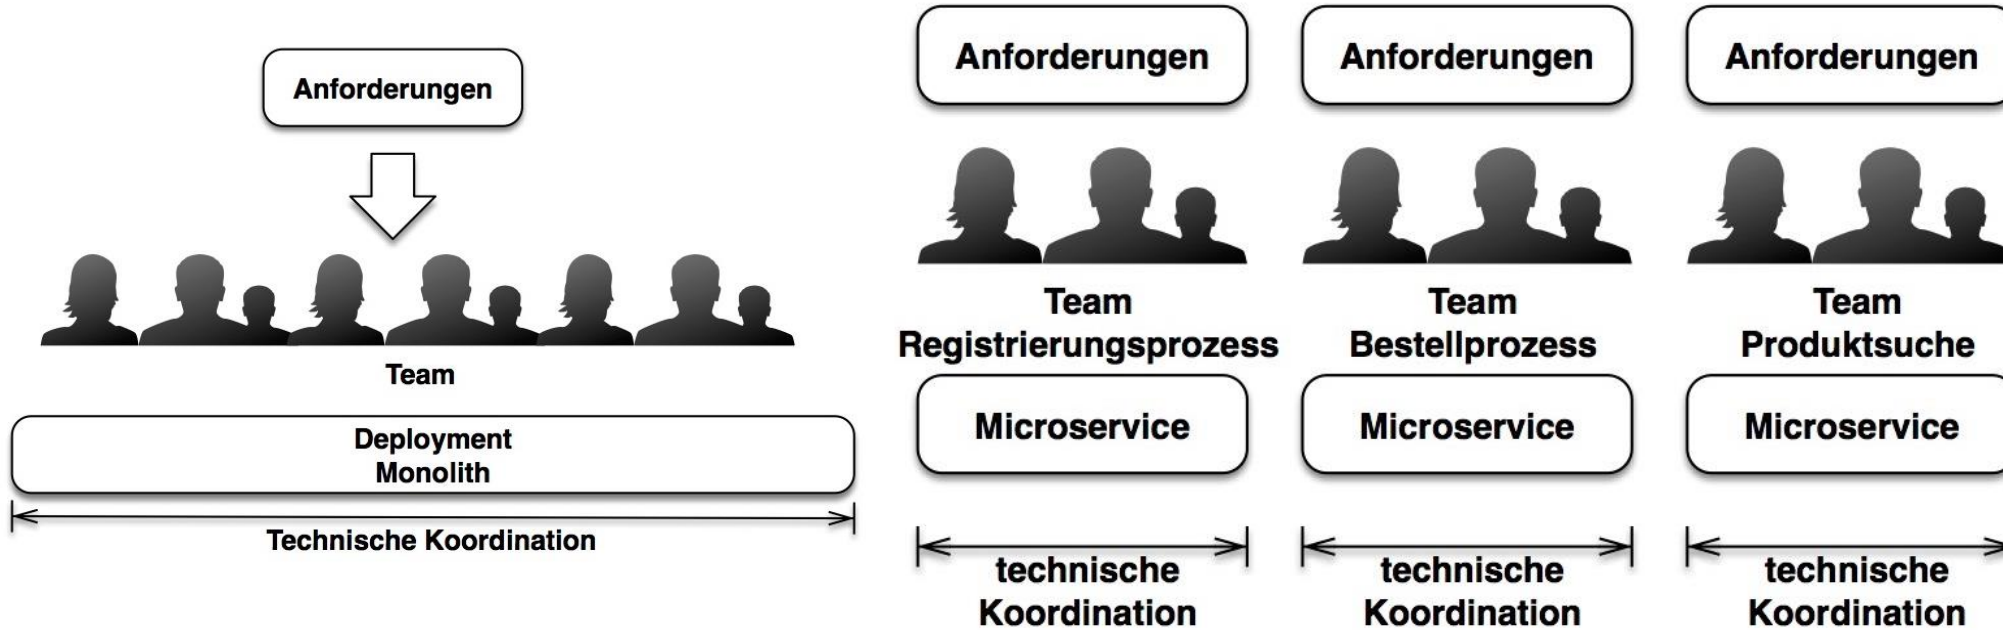 Anforderungen
Team
Deployment
Monolith
Technische Koordination
Anforderungen
Team
Registrierungsprozess
Microservice
technische
Koordination
Anforderungen
Team
Bestellprozess
Microservice
technische
Koordination
Anforderungen
Team
Produktsuche
Microservice
technische
Koordination